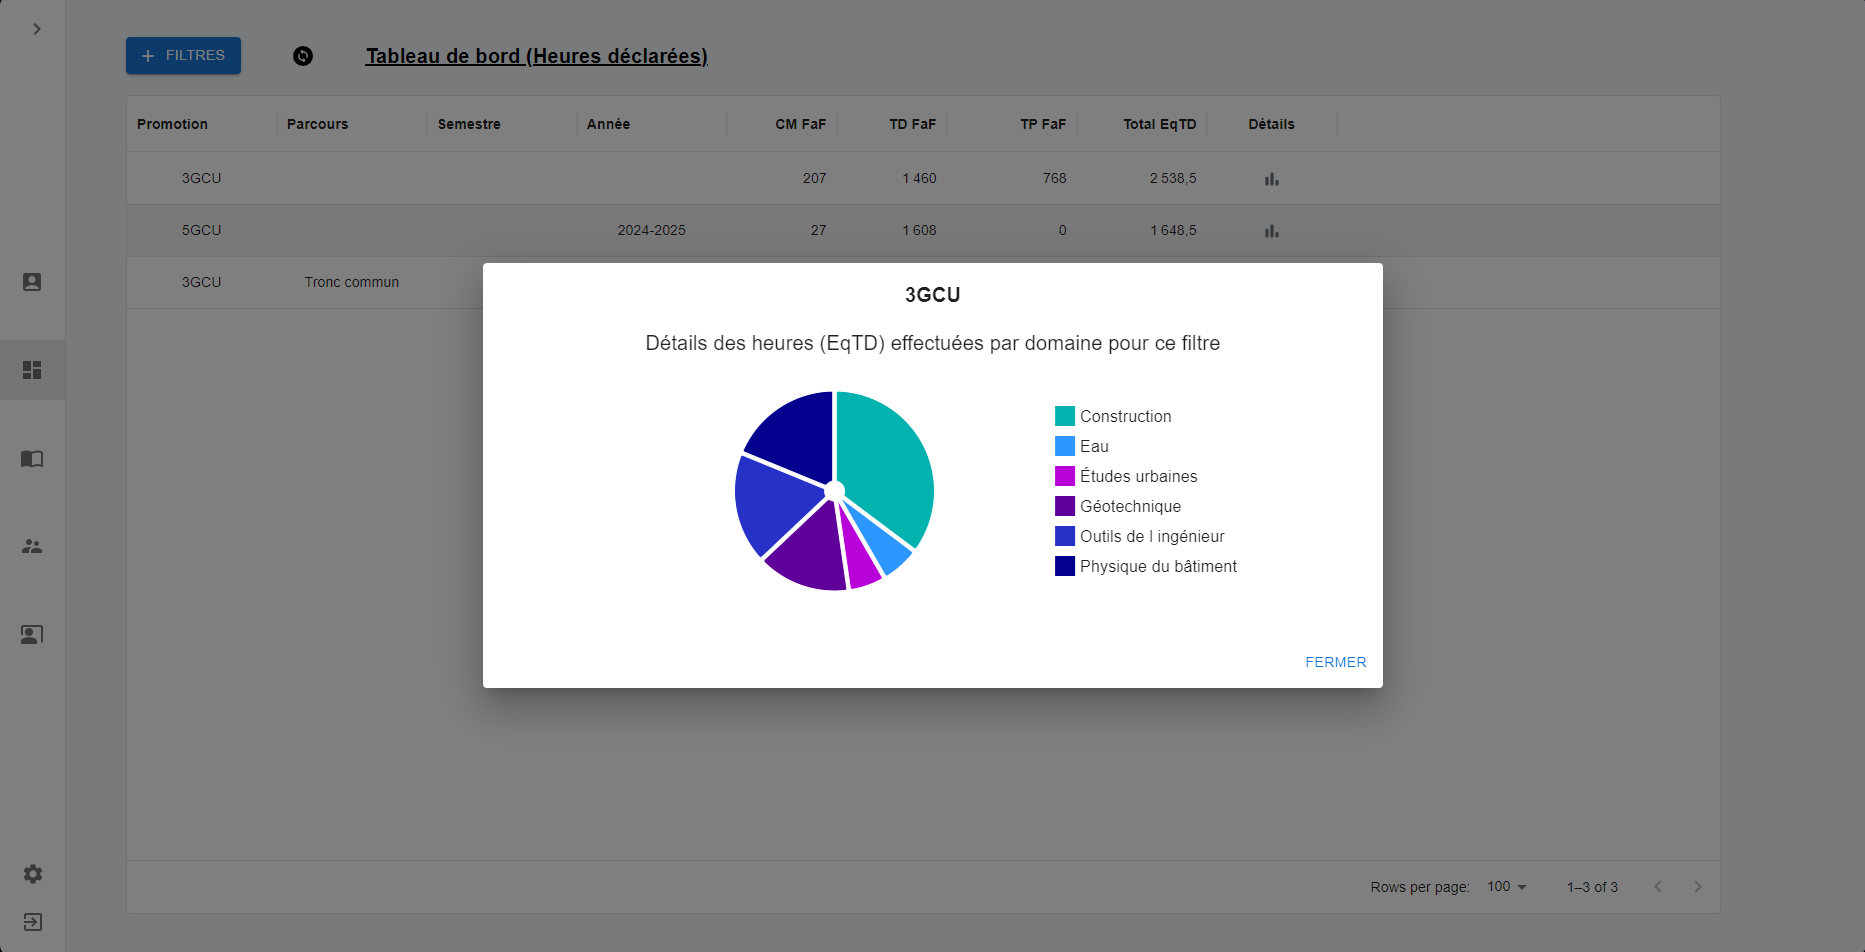 FILTRES
Tableau de bord (Heures déclarées)
Promotion Parcours Semestre Année CM FaF TD FaF TP FaF Total EqTD Détails
3GCU 207 1 460 768 2 538,5
5GCU 2024-2025 27 1 608 0 1 648,5
3GCU Tronc commun
3GCU
Détails des heures (EqTD) effectuées par domaine pour ce filtre
Construction
Eau
Études urbaines
Géotechnique
Outils de l ingénieur
Physique du bâtiment
FERMER
Rows per page: 100 1–3 of 3